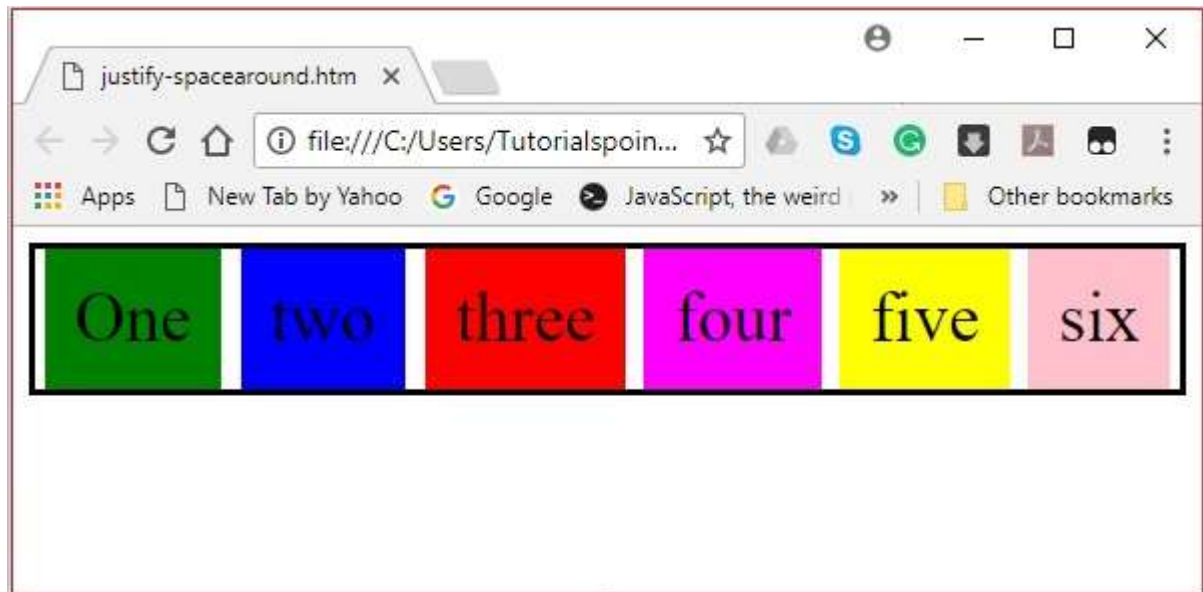 justify-spacearound.htm
file:///C:/Users/Tutorialspoin...
Apps New Tab by Yahoo Google JavaScript, the weird Other bookmarks
One two three four five six